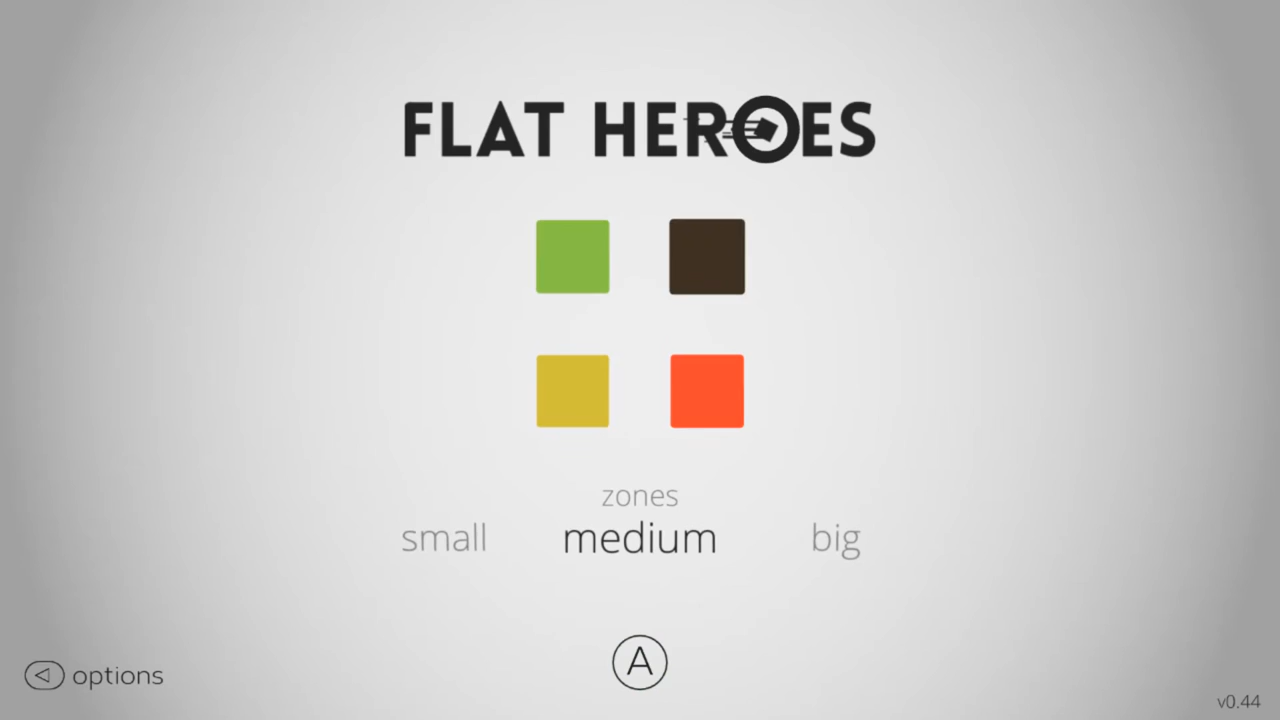 FLAT HEROES
zones
small medium big
A
options
v0.44